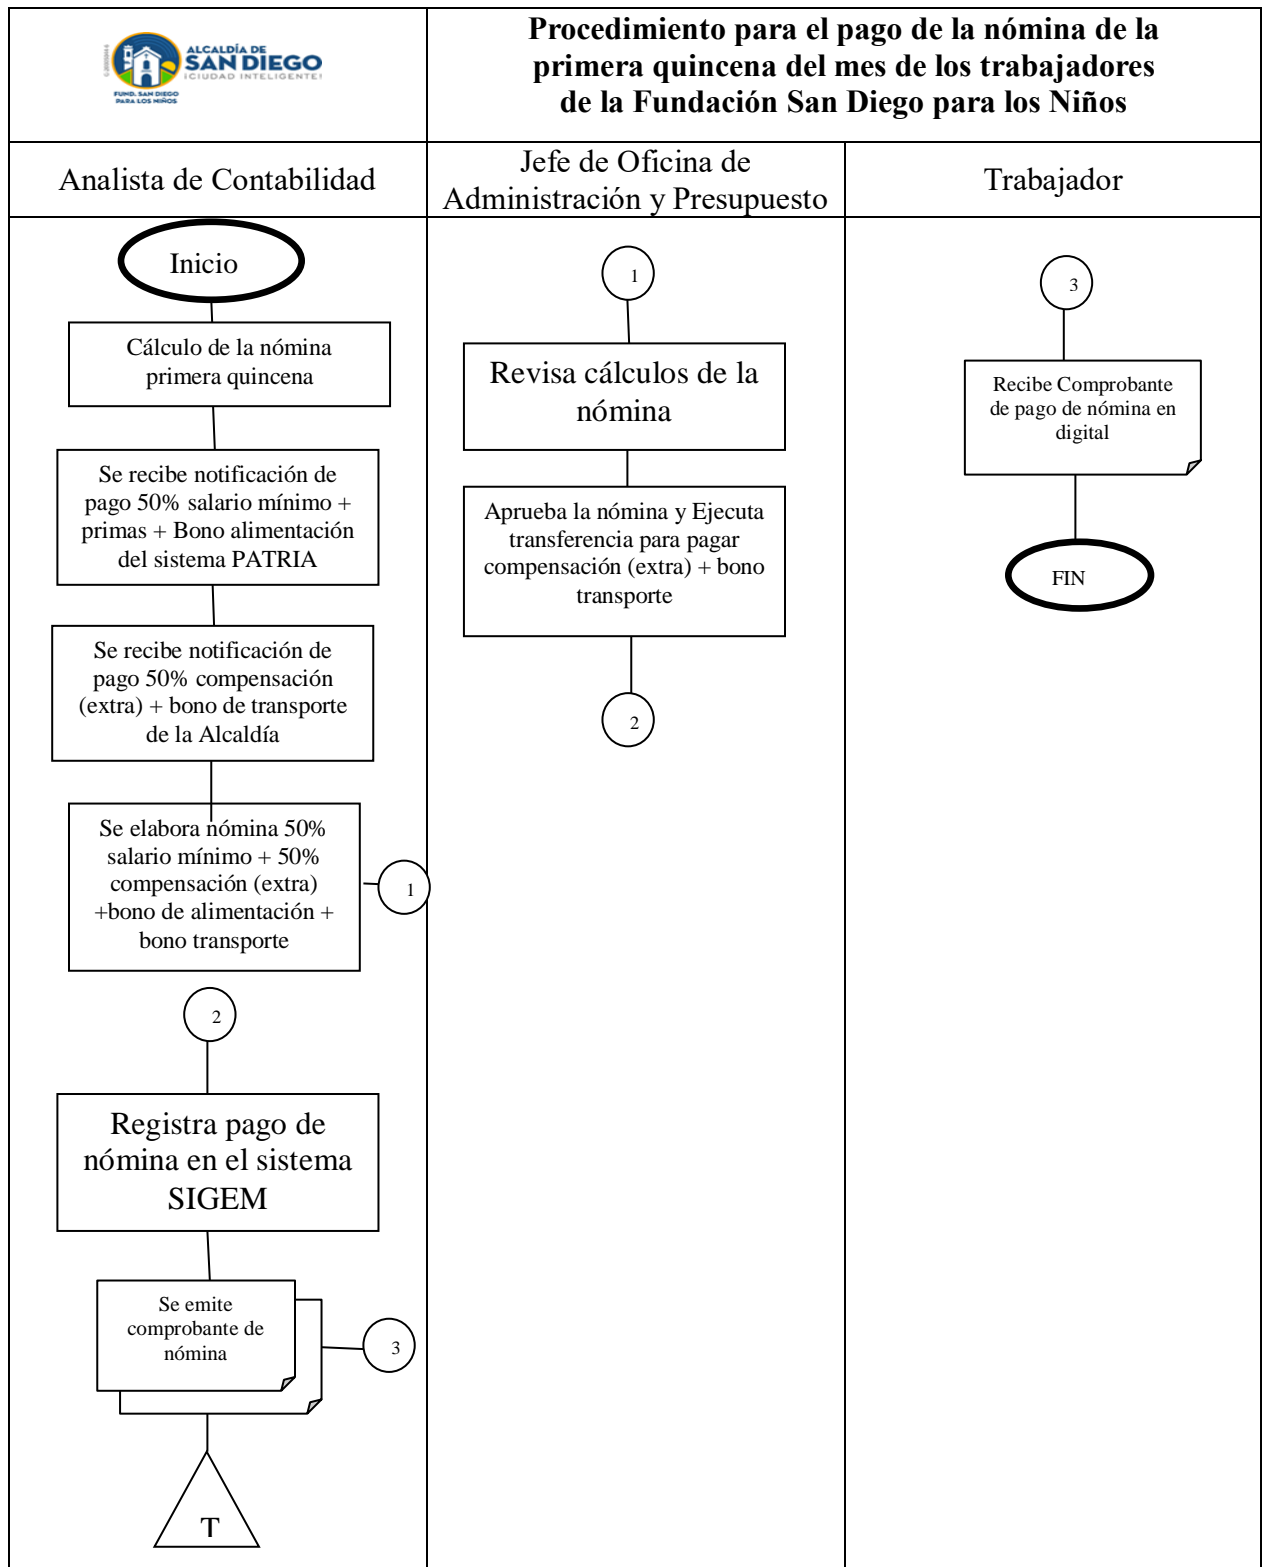 ALCALDÍA DE
SAN DIEGO
¡CIUDAD INTELIGENTE!
FUND. SAN DIEGO
PARA LOS NIÑOS
Procedimiento para el pago de la nómina de la
primera quincena del mes de los trabajadores
de la Fundación San Diego para los Niños
Analista de Contabilidad
Jefe de Oficina de
Administración y Presupuesto
Trabajador
Inicio
Cálculo de la nómina
primera quincena
Se recibe notificación de
pago 50% salario mínimo +
primas + Bono alimentación
del sistema PATRIA
Se recibe notificación de
pago 50% compensación
(extra) + bono de transporte
de la Alcaldía
Se elabora nómina 50%
salario mínimo + 50%
compensación (extra)
+bono de alimentación +
bono transporte
1
2
Registra pago de
nómina en el sistema
SIGEM
Se emite
comprobante de
nómina
3
T
1
Revisa cálculos de la
nómina
Aprueba la nómina y Ejecuta
transferencia para pagar
compensación (extra) + bono
transporte
2
3
Recibe Comprobante
de pago de nómina en
digital
FIN